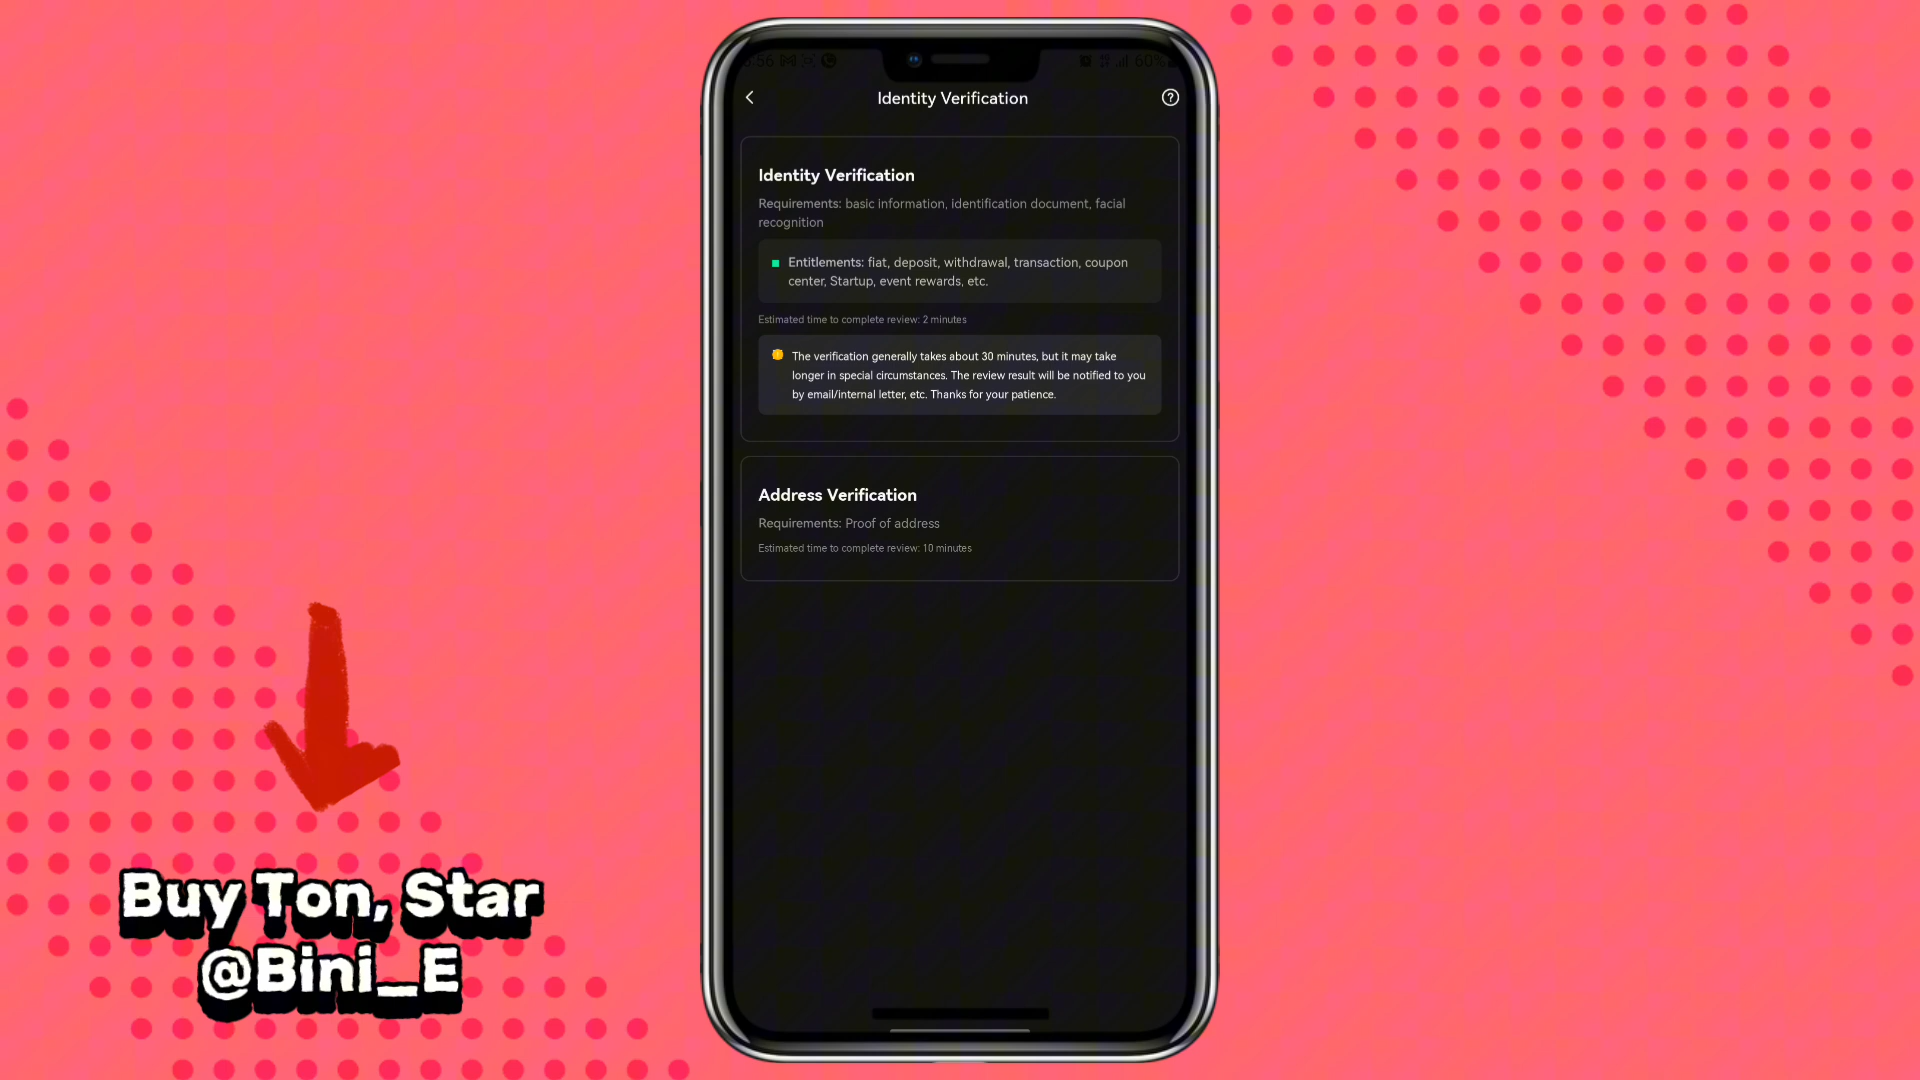 :56 60%
Identity Verification
Identity Verification
Requirements: basic information, identification document, facial
recognition
Entitlements: fiat, deposit, withdrawal, transaction, coupon
center, Startup, event rewards, etc.
Estimated time to complete review: 2 minutes
The verification generally takes about 30 minutes, but it may take
longer in special circumstances. The review result will be notified to you
by email/internal letter, etc. Thanks for your patience.
Address Verification
Requirements: Proof of address
Estimated time to complete review: 10 minutes
Buy Ton, Star
@Bini_E